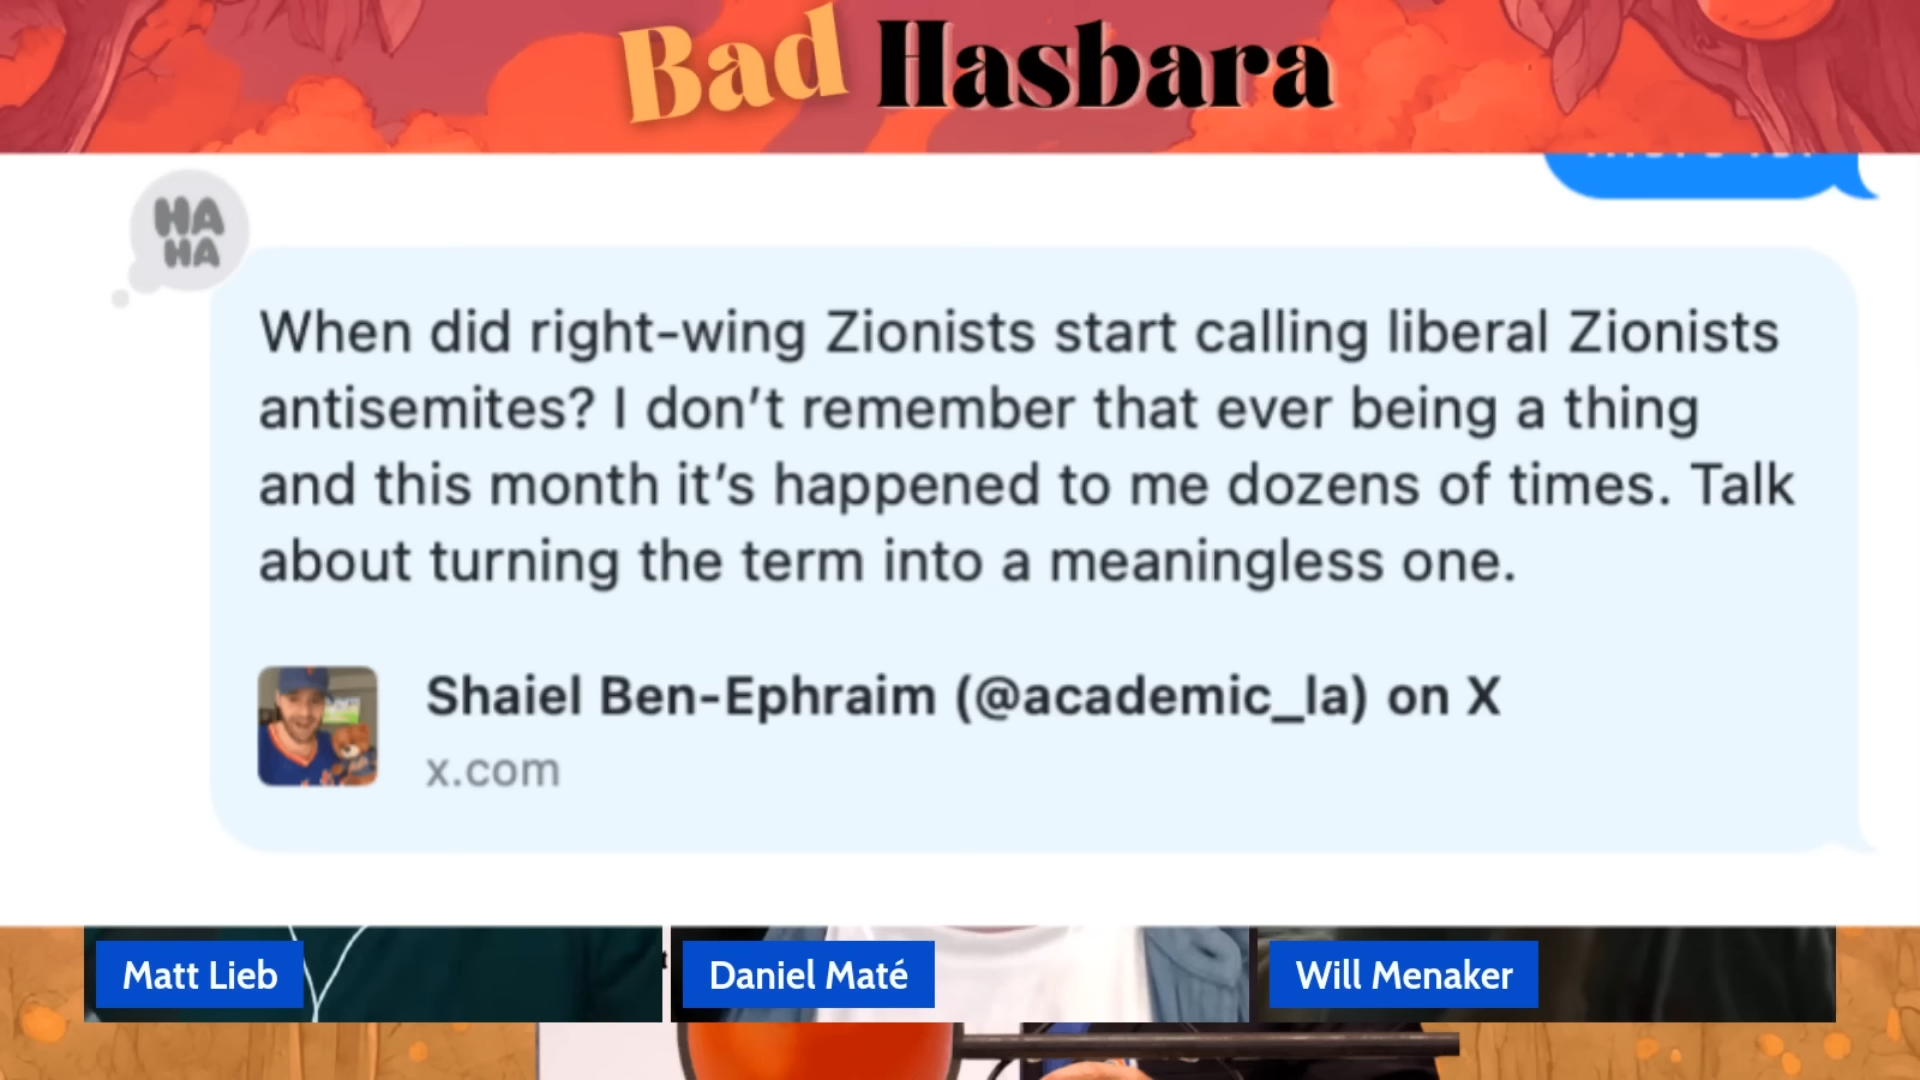 Bad Hasbara
HA
HA
When did right-wing Zionists start calling liberal Zionists
antisemites? I don't remember that ever being a thing
and this month it's happened to me dozens of times. Talk
about turning the term into a meaningless one.
Shaiel Ben-Ephraim (@academic_la) on X
x.com
Matt Lieb
Daniel Maté
Will Menaker